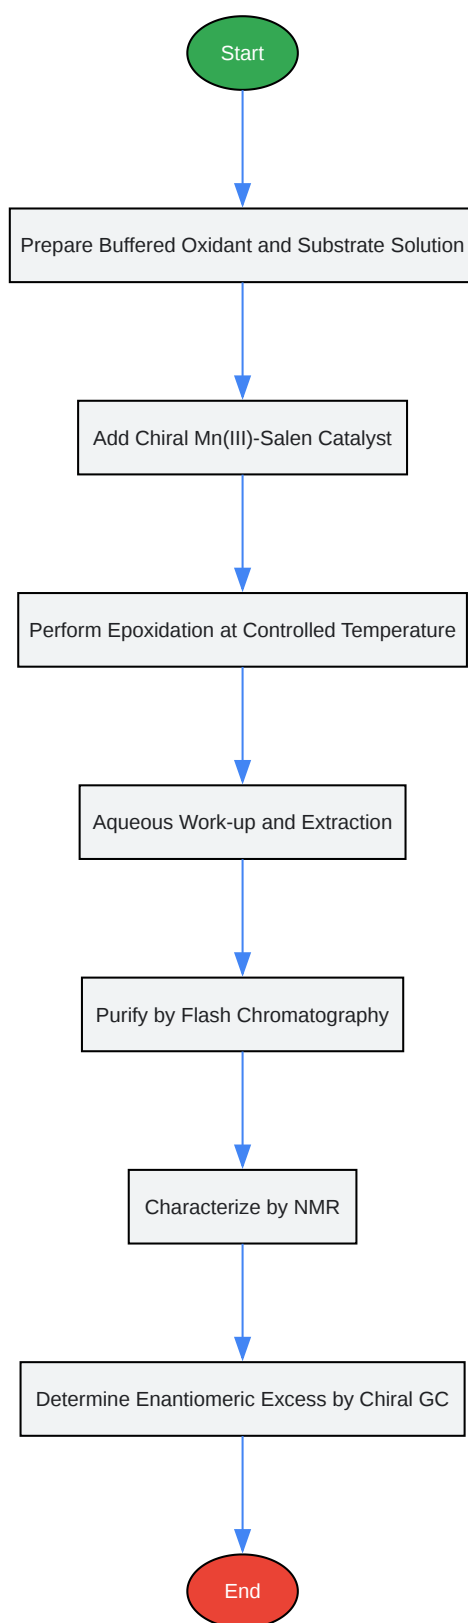 Start
Prepare Buffered Oxidant and Substrate Solution
Add Chiral Mn(III)-Salen Catalyst
Perform Epoxidation at Controlled Temperature
Aqueous Work-up and Extraction
Purify by Flash Chromatography
Characterize by NMR
Determine Enantiomeric Excess by Chiral GC
End